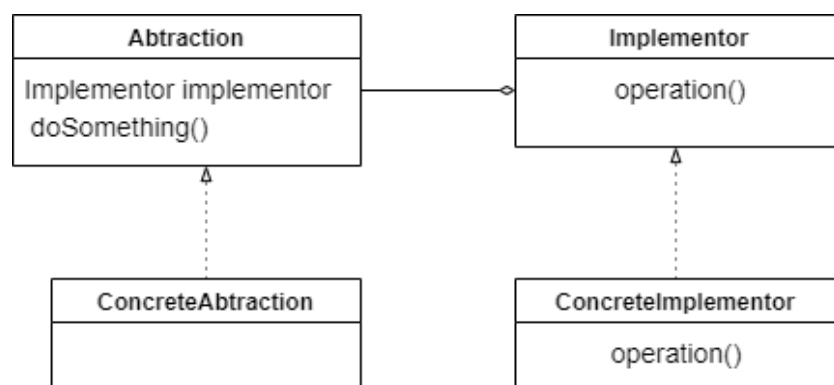 Abtraction
Implementor implementor
doSomething()
Implementor
operation()
ConcreteAbtraction
ConcreteImplementor
operation()